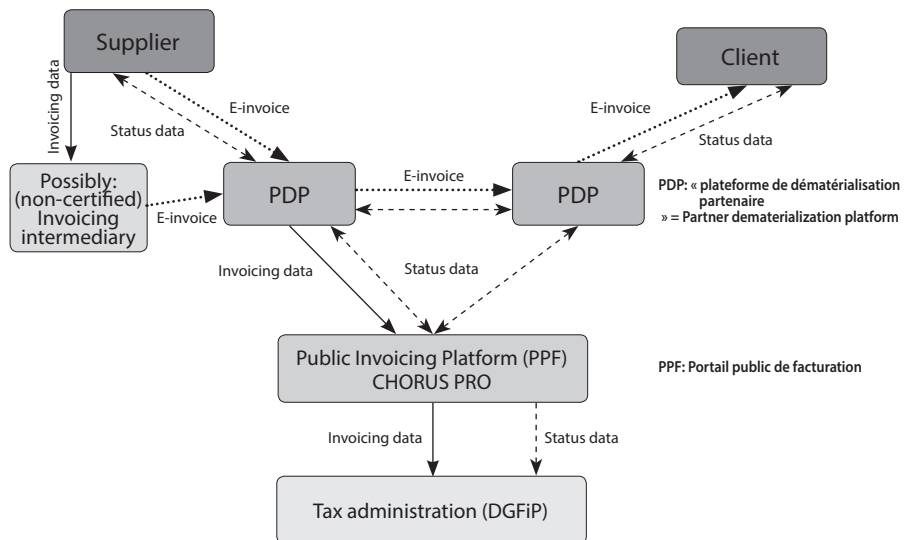 Supplier
Client
Invoicing data
E-invoice
Status data
E-invoice
Status data
Possibly:
(non-certified)
Invoicing
intermediary
E-invoice
PDP
E-invoice
PDP
PDP: « plateforme de dématérialisation
partenaire
» = Partner dematerialization platform
Invoicing data
Status data
Public Invoicing Platform (PPF)
CHORUS PRO
PPF: Portail public de facturation
Invoicing data
Status data
Tax administration (DGFiP)